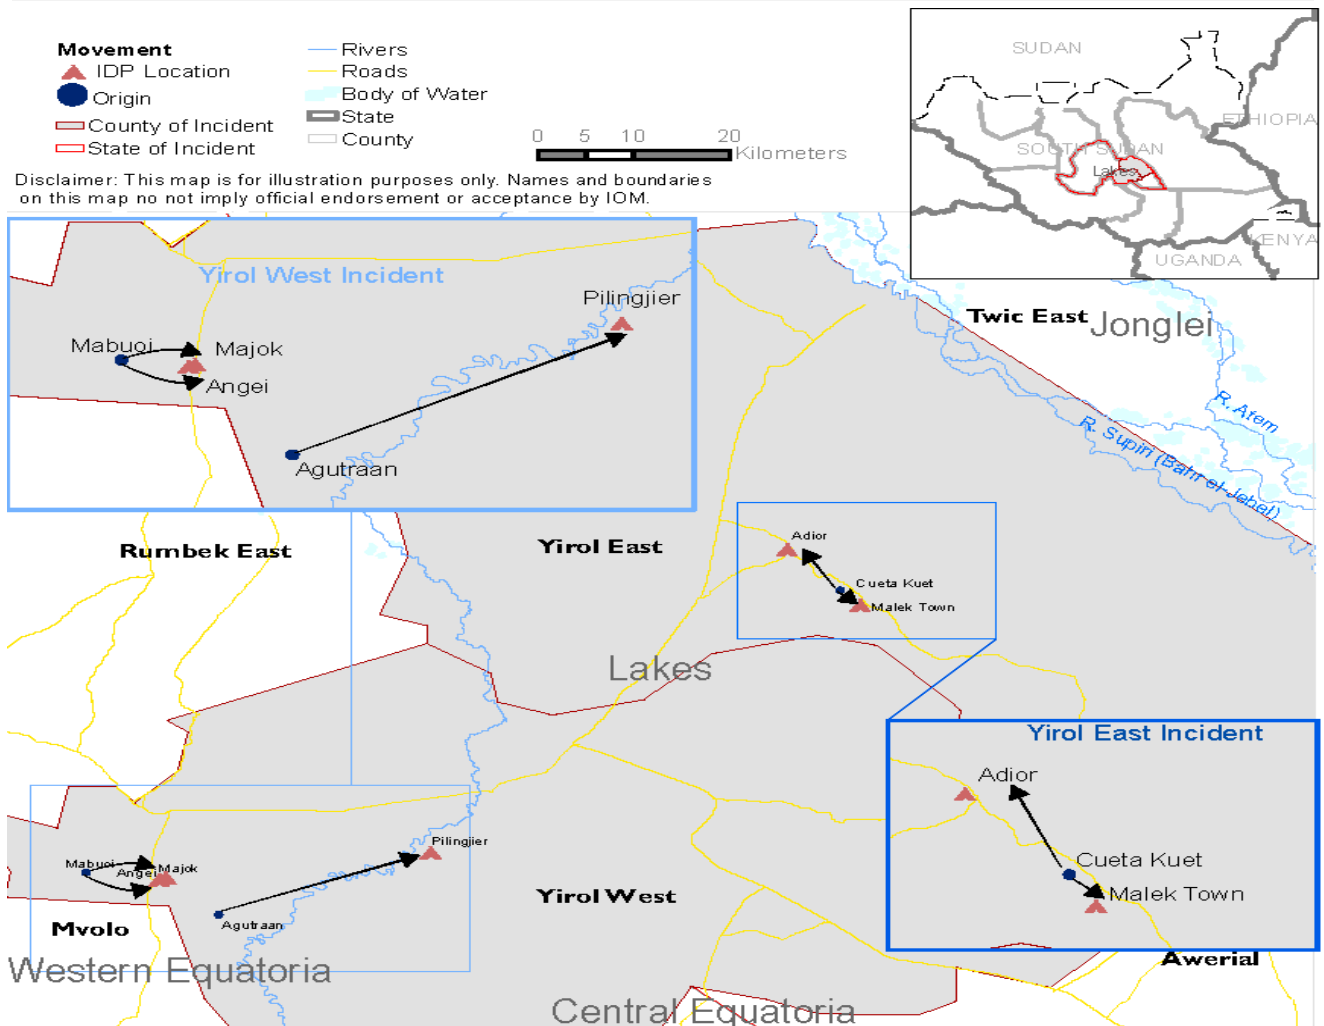 Movement
IDP Location
Origin
County of Incident
State of Incident
Rivers
Roads
Body of Water
State
County
0 5 10 20
Kilometers
Disclaimer: This map is for illustration purposes only. Names and boundaries
on this map no not imply official endorsement or acceptance by IOM.
SUDAN
ETHIOPIA
SOUTH SUDAN
Lakes
KENYA
UGANDA
Yirol West Incident
Pilingjier
Mabuoi
Majok
Angei
Agutraan
Twic East
Jonglei
R. Atem
R. Supiri (Bahr el Jebel)
Rumbek East
Yirol East
Adior
Cueta Kuet
Malek Town
Lakes
Yirol East Incident
Adior
Cueta Kuet
Malek Town
Pilingjier
Mabuoi
Majok
Angei
Agutraan
Yirol West
Mvolo
Awerial
Western Equatoria
Central Equatoria